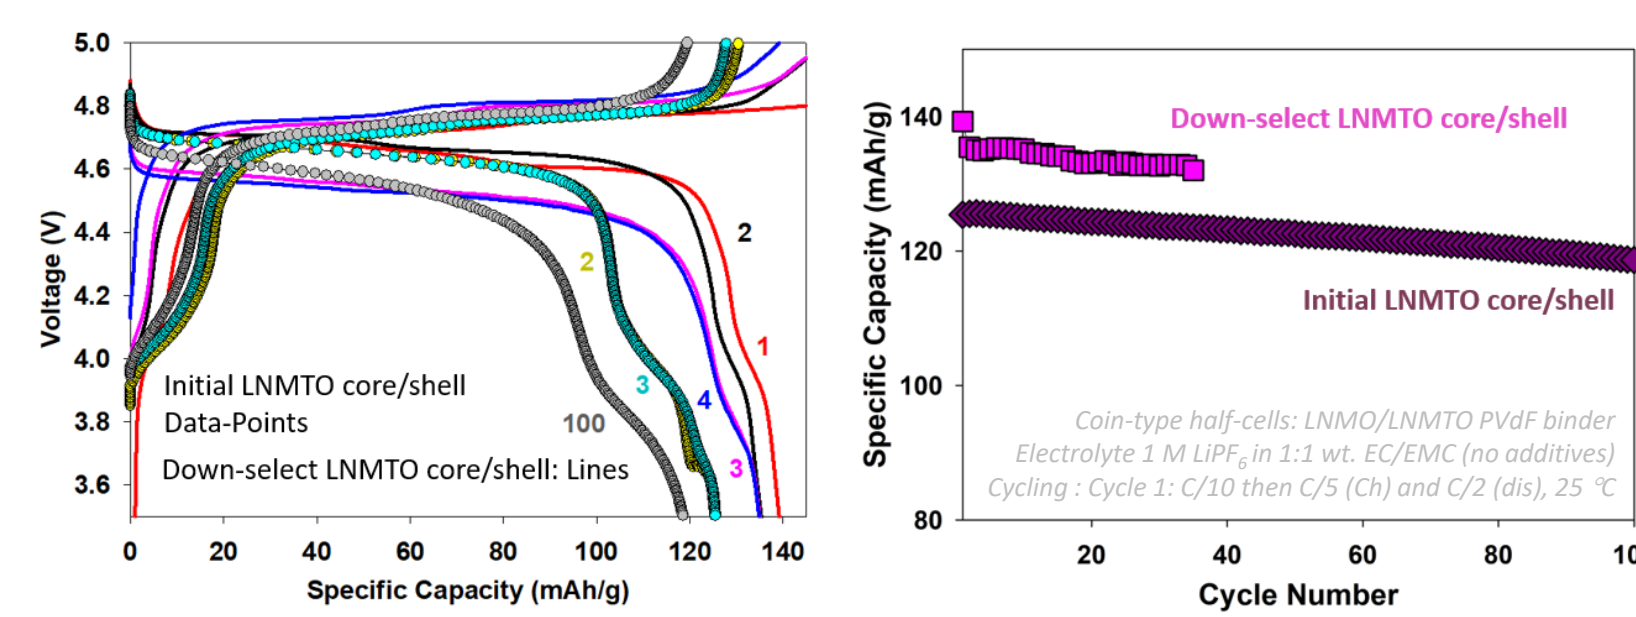 5.0
4.8
4.6
4.4
4.2
4.0
3.8
3.6
Voltage (V)
2
2
1
3
4
100
3
Initial LNMTO core/shell
Data-Points
Down-select LNMTO core/shell: Lines
0 20 40 60 80 100 120 140
Specific Capacity (mAh/g)
140
120
100
80
Specific Capacity (mAh/g)
Down-select LNMTO core/shell
Initial LNMTO core/shell
Coin-type half-cells: LNMO/LNMTO PVdF binder
Electrolyte 1 M LiPF6 in 1:1 wt. EC/EMC (no additives)
Cycling : Cycle 1: C/10 then C/5 (Ch) and C/2 (dis), 25 °C
20 40 60 80 10
Cycle Number